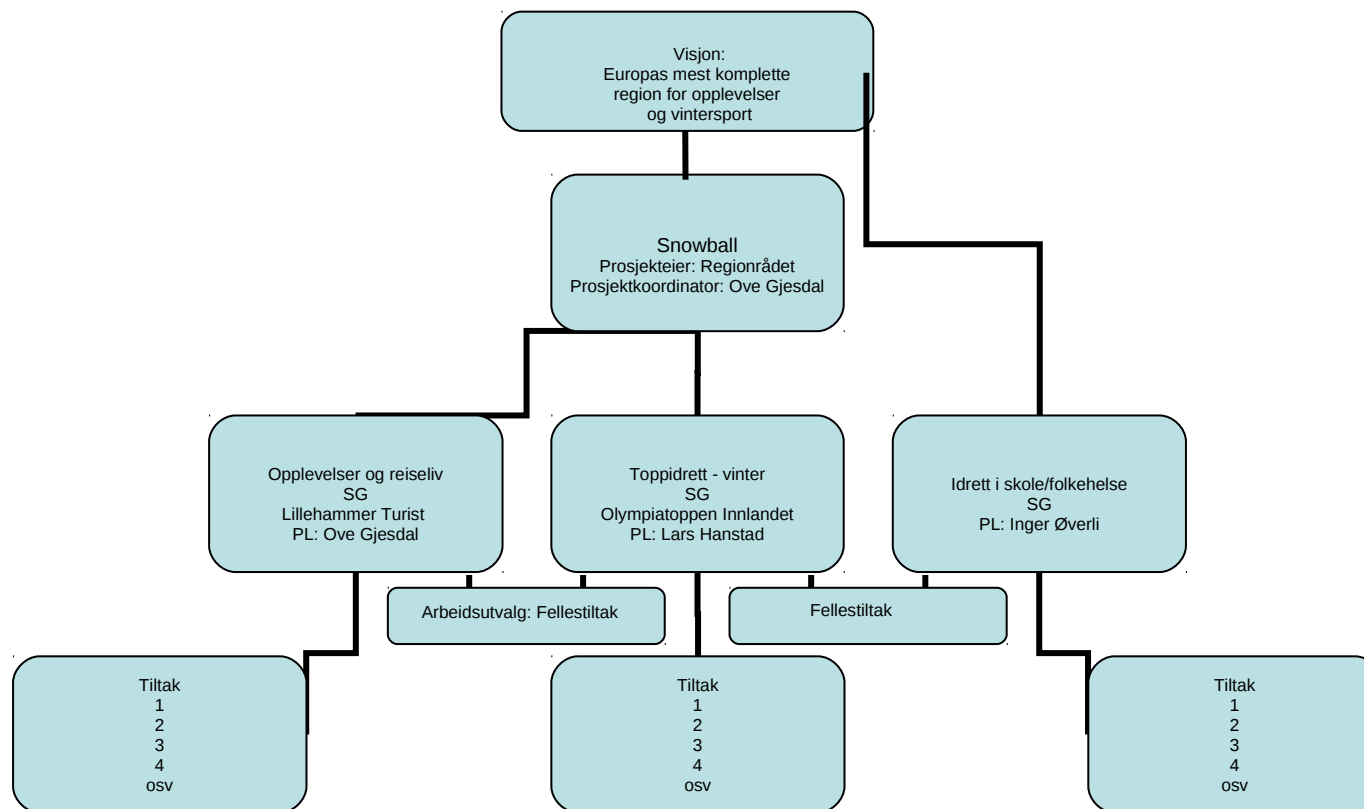 Visjon:
Europas mest komplette
region for opplevelser
og vintersport
Snowball
Prosjekteier: Regionrådet
Prosjektkoordinator: Ove Gjesdal
Opplevelser og reiseliv
SG
Lillehammer Turist
PL: Ove Gjesdal
Toppidrett - vinter
SG
Olympiatoppen Innlandet
PL: Lars Hanstad
Idrett i skole/folkehelse
SG
PL: Inger Øverli
Arbeidsutvalg: Fellestiltak
Fellestiltak
Tiltak
1
2
3
4
osv
Tiltak
1
2
3
4
osv
Tiltak
1
2
3
4
osv